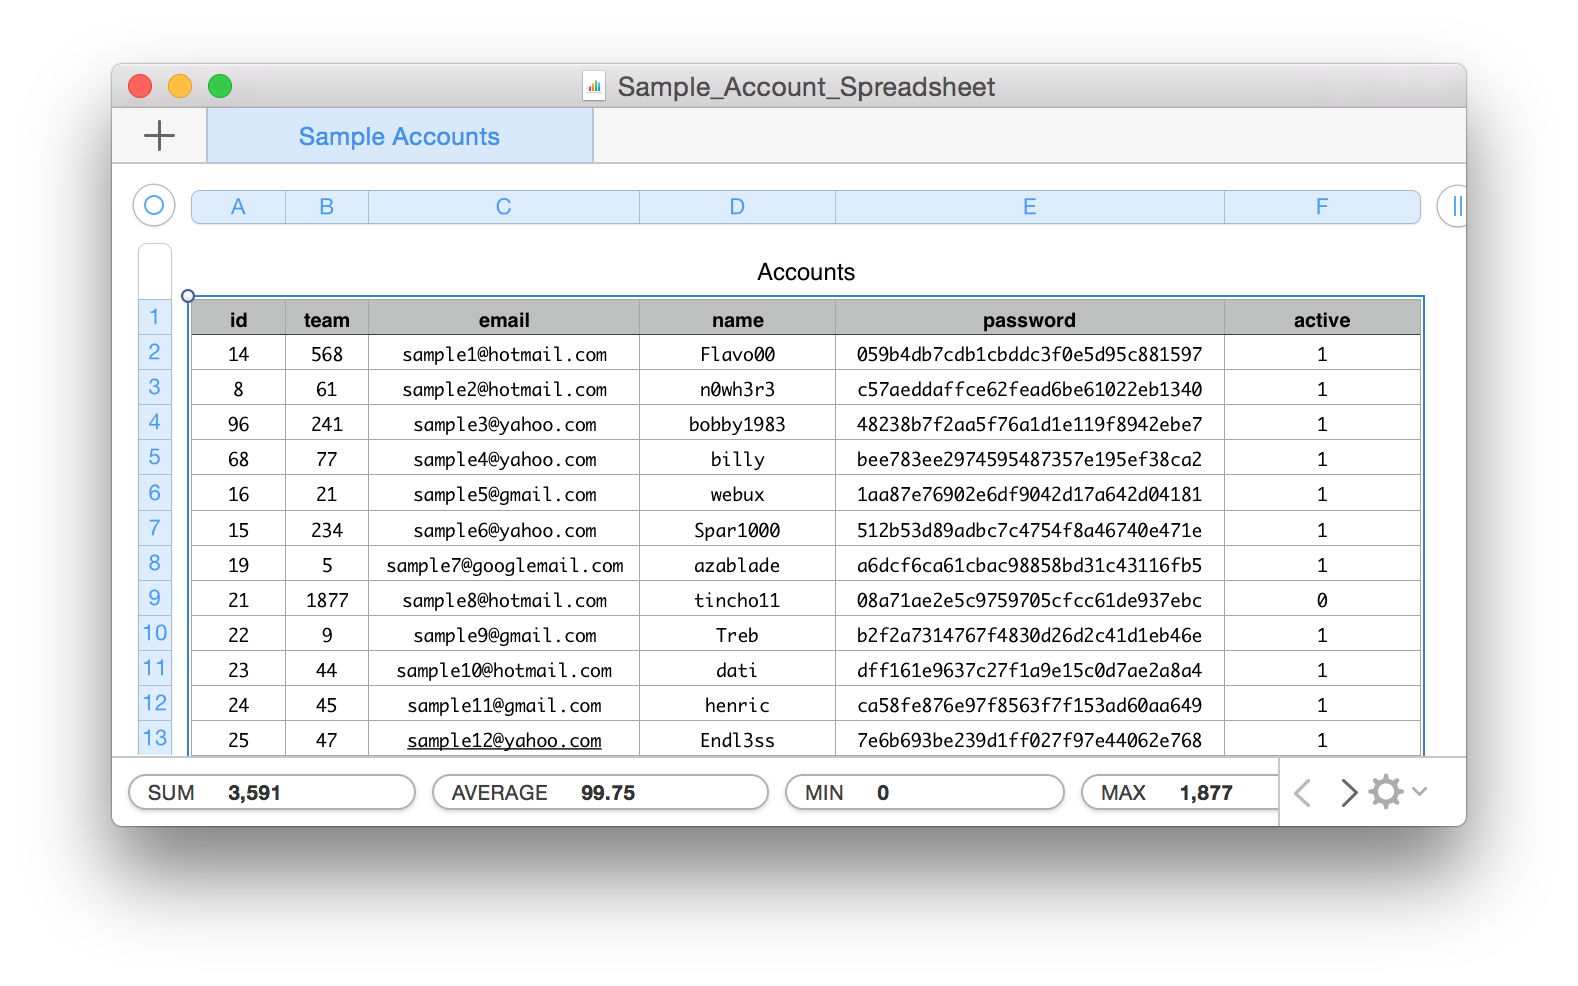 Sample_Account_Spreadsheet
Sample Accounts
A B C D E F
Accounts
1 id team email name password active
2 14 568 sample1@hotmail.com Flavo00 059b4db7cdb1cbddc3f0e5d95c881597 1
3 8 61 sample2@hotmail.com n0wh3r3 c57aeddaffce62fead6be61022eb1340 1
4 96 241 sample3@yahoo.com bobby1983 48238b7f2aa5f76a1d1e119f8942ebe7 1
5 68 77 sample4@yahoo.com billy bee783ee2974595487357e195ef38ca2 1
6 16 21 sample5@gmail.com webux 1aa87e76902e6df9042d17a642d04181 1
7 15 234 sample6@yahoo.com Spar1000 512b53d89adbc7c4754f8a46740e471e 1
8 19 5 sample7@googlemail.com azablade a6dcf6ca61cbac98858bd31c43116fb5 1
9 21 1877 sample8@hotmail.com tincho11 08a71ae2e5c9759705cfcc61de937ebc 0
10 22 9 sample9@gmail.com Treb b2f2a7314767f4830d26d2c41d1eb46e 1
11 23 44 sample10@hotmail.com dati dff161e9637c27f1a9e15c0d7ae2a8a4 1
12 24 45 sample11@gmail.com henric ca58fe876e97f8563f7f153ad60aa649 1
13 25 47 sample12@yahoo.com Endl3ss 7e6b693be239d1ff027f97e44062e768 1
SUM 3,591 AVERAGE 99.75 MIN 0 MAX 1,877